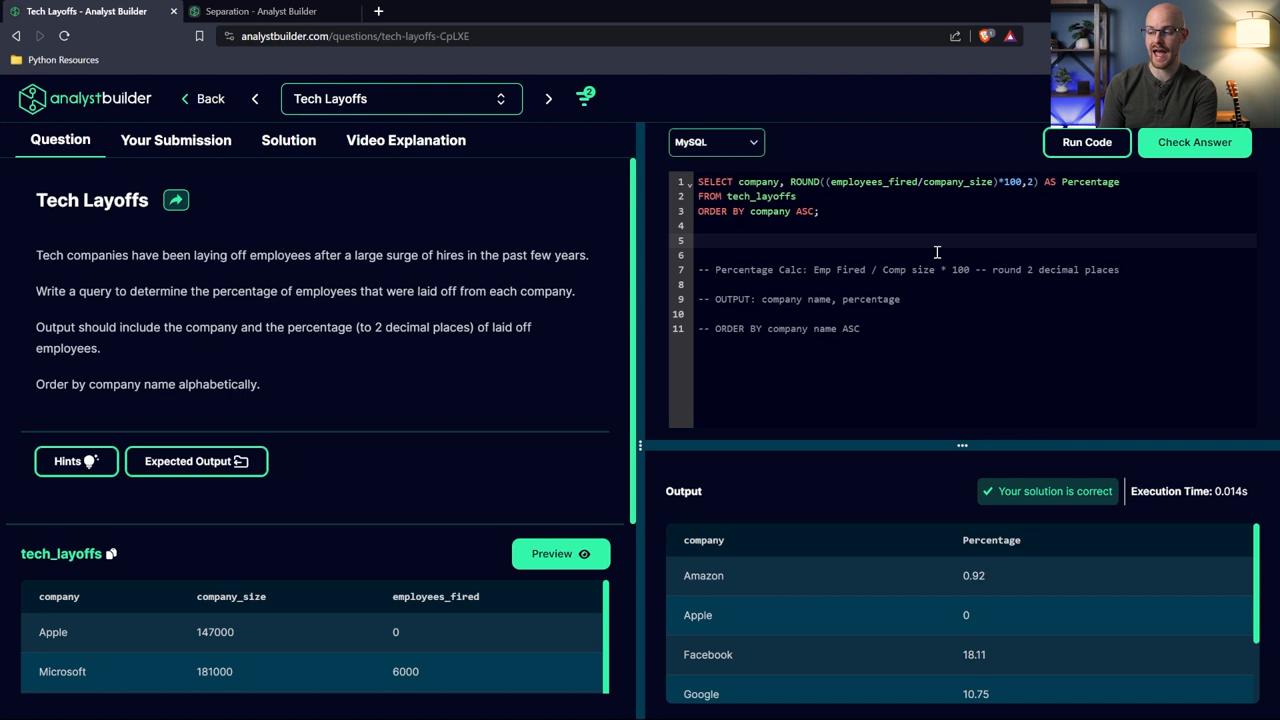 Tech Layoffs - Analyst Builder
Separation - Analyst Builder
analystbuilder.com/questions/tech-layoffs-CpLXE
Python Resources
analystbuilder
Back
Tech Layoffs
2
Question
Your Submission
Solution
Video Explanation
Tech Layoffs
Tech companies have been laying off employees after a large surge of hires in the past few years.
Write a query to determine the percentage of employees that were laid off from each company.
Output should include the company and the percentage (to 2 decimal places) of laid off
employees.
Order by company name alphabetically.
Hints
Expected Output
tech_layoffs
Preview
company company_size employees_fired
Apple 147000 0
Microsoft 181000 6000
MySQL
Run Code
Check Answer
1 SELECT company, ROUND((employees_fired/company_size)*100,2) AS Percentage
2 FROM tech_layoffs
3 ORDER BY company ASC;
4
5
6
7 -- Percentage Calc: Emp Fired / Comp size * 100 -- round 2 decimal places
8
9 -- OUTPUT: company name, percentage
10
11 -- ORDER BY company name ASC
Output
Your solution is correct
Execution Time: 0.014s
company Percentage
Amazon 0.92
Apple 0
Facebook 18.11
Google 10.75